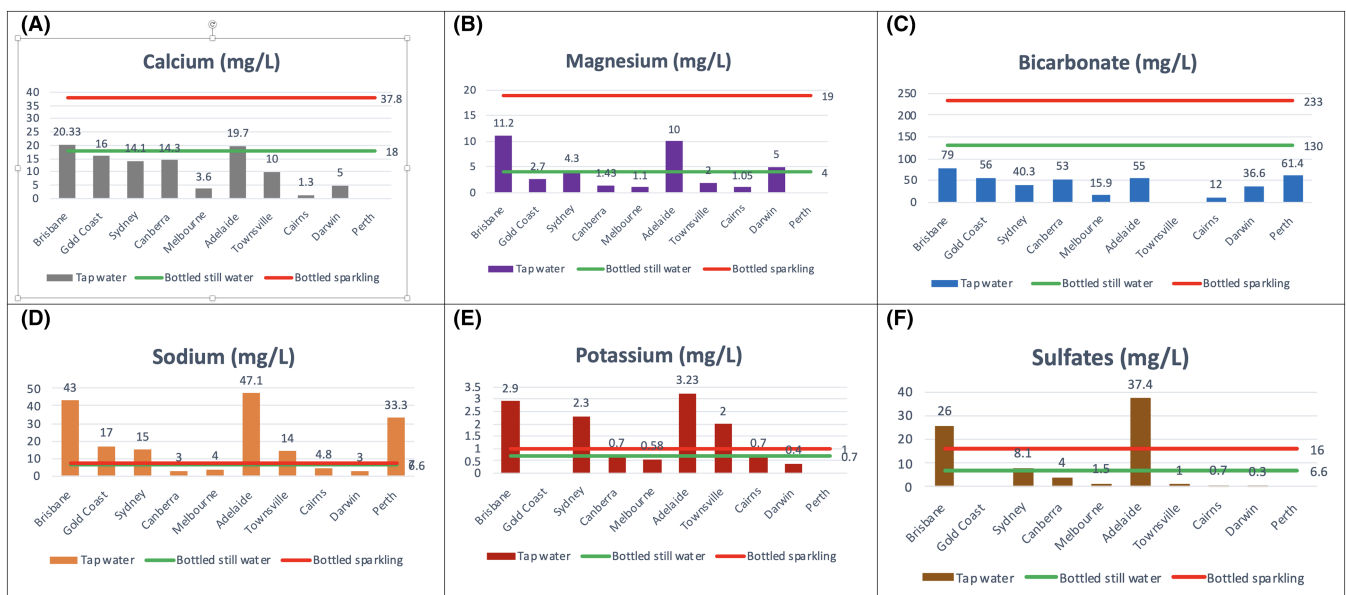 (A)
Calcium (mg/L)
40
35
30
25
20
15
10
5
0
20.33
16
14.1
14.3
3.6
19.7
10
1.3
5
37.8
18
Brisbane
Gold Coast
Sydney
Canberra
Melbourne
Adelaide
Townsville
Cairns
Darwin
Perth
Tap water Bottled still water Bottled sparkling
(B)
Magnesium (mg/L)
20
15
10
5
0
11.2
2.7
4.3
1.43
1.1
10
2
1.05
5
19
4
Brisbane
Gold Coast
Sydney
Canberra
Melbourne
Adelaide
Townsville
Cairns
Darwin
Perth
Tap water Bottled still water Bottled sparkling
(C)
Bicarbonate (mg/L)
250
200
150
100
50
0
79
56
40.3
53
15.9
55
12
36.6
61.4
233
130
Brisbane
Gold Coast
Sydney
Canberra
Melbourne
Adelaide
Townsville
Cairns
Darwin
Perth
Tap water Bottled still water Bottled sparkling
(D)
Sodium (mg/L)
50
40
30
20
10
0
43
17
15
3
4
47.1
14
4.8
3
33.3
7
6.6
Brisbane
Gold Coast
Sydney
Canberra
Melbourne
Adelaide
Townsville
Cairns
Darwin
Perth
Tap water Bottled still water Bottled sparkling
(E)
Potassium (mg/L)
3.5
3
2.5
2
1.5
1
0.5
0
2.9
2.3
0.7
0.58
3.23
2
0.7
0.4
1
0.7
Brisbane
Gold Coast
Sydney
Canberra
Melbourne
Adelaide
Townsville
Cairns
Darwin
Perth
Tap water Bottled still water Bottled sparkling
(F)
Sulfates (mg/L)
40
30
20
10
0
26
8.1
4
1.5
37.4
1
0.7
0.3
16
6.6
Brisbane
Gold Coast
Sydney
Canberra
Melbourne
Adelaide
Townsville
Cairns
Darwin
Perth
Tap water Bottled still water Bottled sparkling